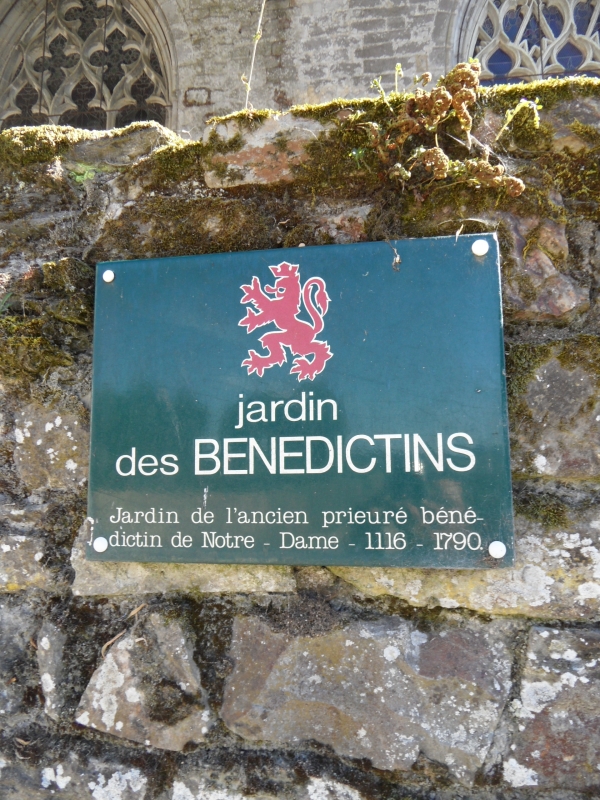 jardin
des BENEDICTINS
Jardin de l'ancien prieuré béné-
dictin de Notre - Dame - 1116 - 1790.